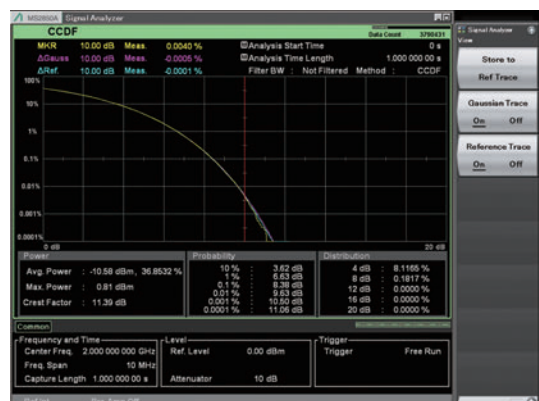 MS2850A Signal Analyzer
CCDF
Data Count 3790431
MKR 10.00 dB Meas. 0.0040 %
ΔGauss 10.00 dB Meas. -0.0005 %
ΔRef. 10.00 dB Meas. -0.0001 %
Analysis Start Time 0 s
Analysis Time Length 1.000 000 00 s
Filter BW : Not Filtered Method : CCDF
100%
10%
1%
0.1%
0.01%
0.001%
0.0001%
0 dB
20 dB
Power
Avg. Power : -10.58 dBm, 36.8532 %
Max. Power : 0.81 dBm
Crest Factor : 11.39 dB
Probability
10 % : 3.62 dB
1 % : 6.63 dB
0.1 % : 8.38 dB
0.01 % : 9.63 dB
0.001 % : 10.50 dB
0.0001 % : 11.06 dB
Distribution
4 dB : 8.1165 %
8 dB : 0.1817 %
12 dB : 0.0000 %
16 dB : 0.0000 %
20 dB : 0.0000 %
Common
Frequency and Time
Center Freq. 2.000 000 000 GHz
Freq. Span 10 MHz
Capture Length 1.000 000 00 s
Level
Ref. Level 0.00 dBm
Attenuator 10 dB
Trigger
Trigger Free Run
Signal Analyzer
View
Store to
Ref Trace
Gaussian Trace
On Off
Reference Trace
On Off